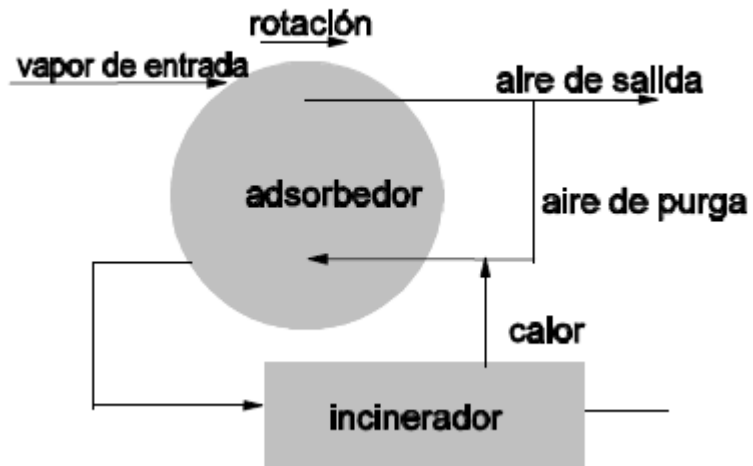 rotación
vapor de entrada
aire de salida
adsorbedor
aire de purga
calor
incinerador